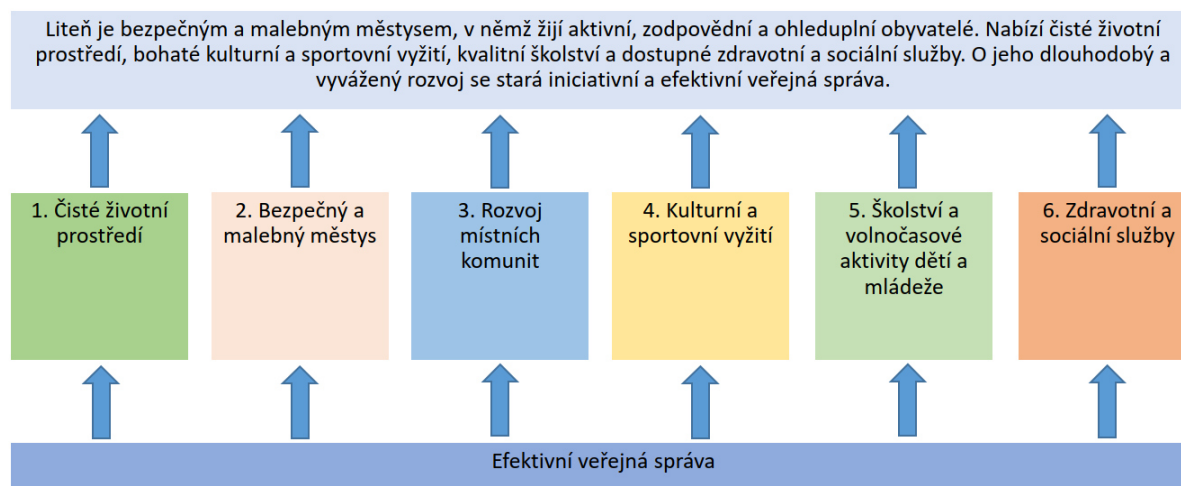 Liteň je bezpečným a malebným městysem, v němž žijí aktivní, zodpovědní a ohleduplní obyvatelé. Nabízí čisté životní
prostředí, bohaté kulturní a sportovní vyžití, kvalitní školství a dostupné zdravotní a sociální služby. O jeho dlouhodobý a
vyvážený rozvoj se stará iniciativní a efektivní veřejná správa.
1. Čisté životní
prostředí
2. Bezpečný a
malebný městys
3. Rozvoj
místních
komunit
4. Kulturní a
sportovní vyžití
5. Školství a
volnočasové
aktivity dětí a
mládeže
6. Zdravotní a
sociální služby
Efektivní veřejná správa